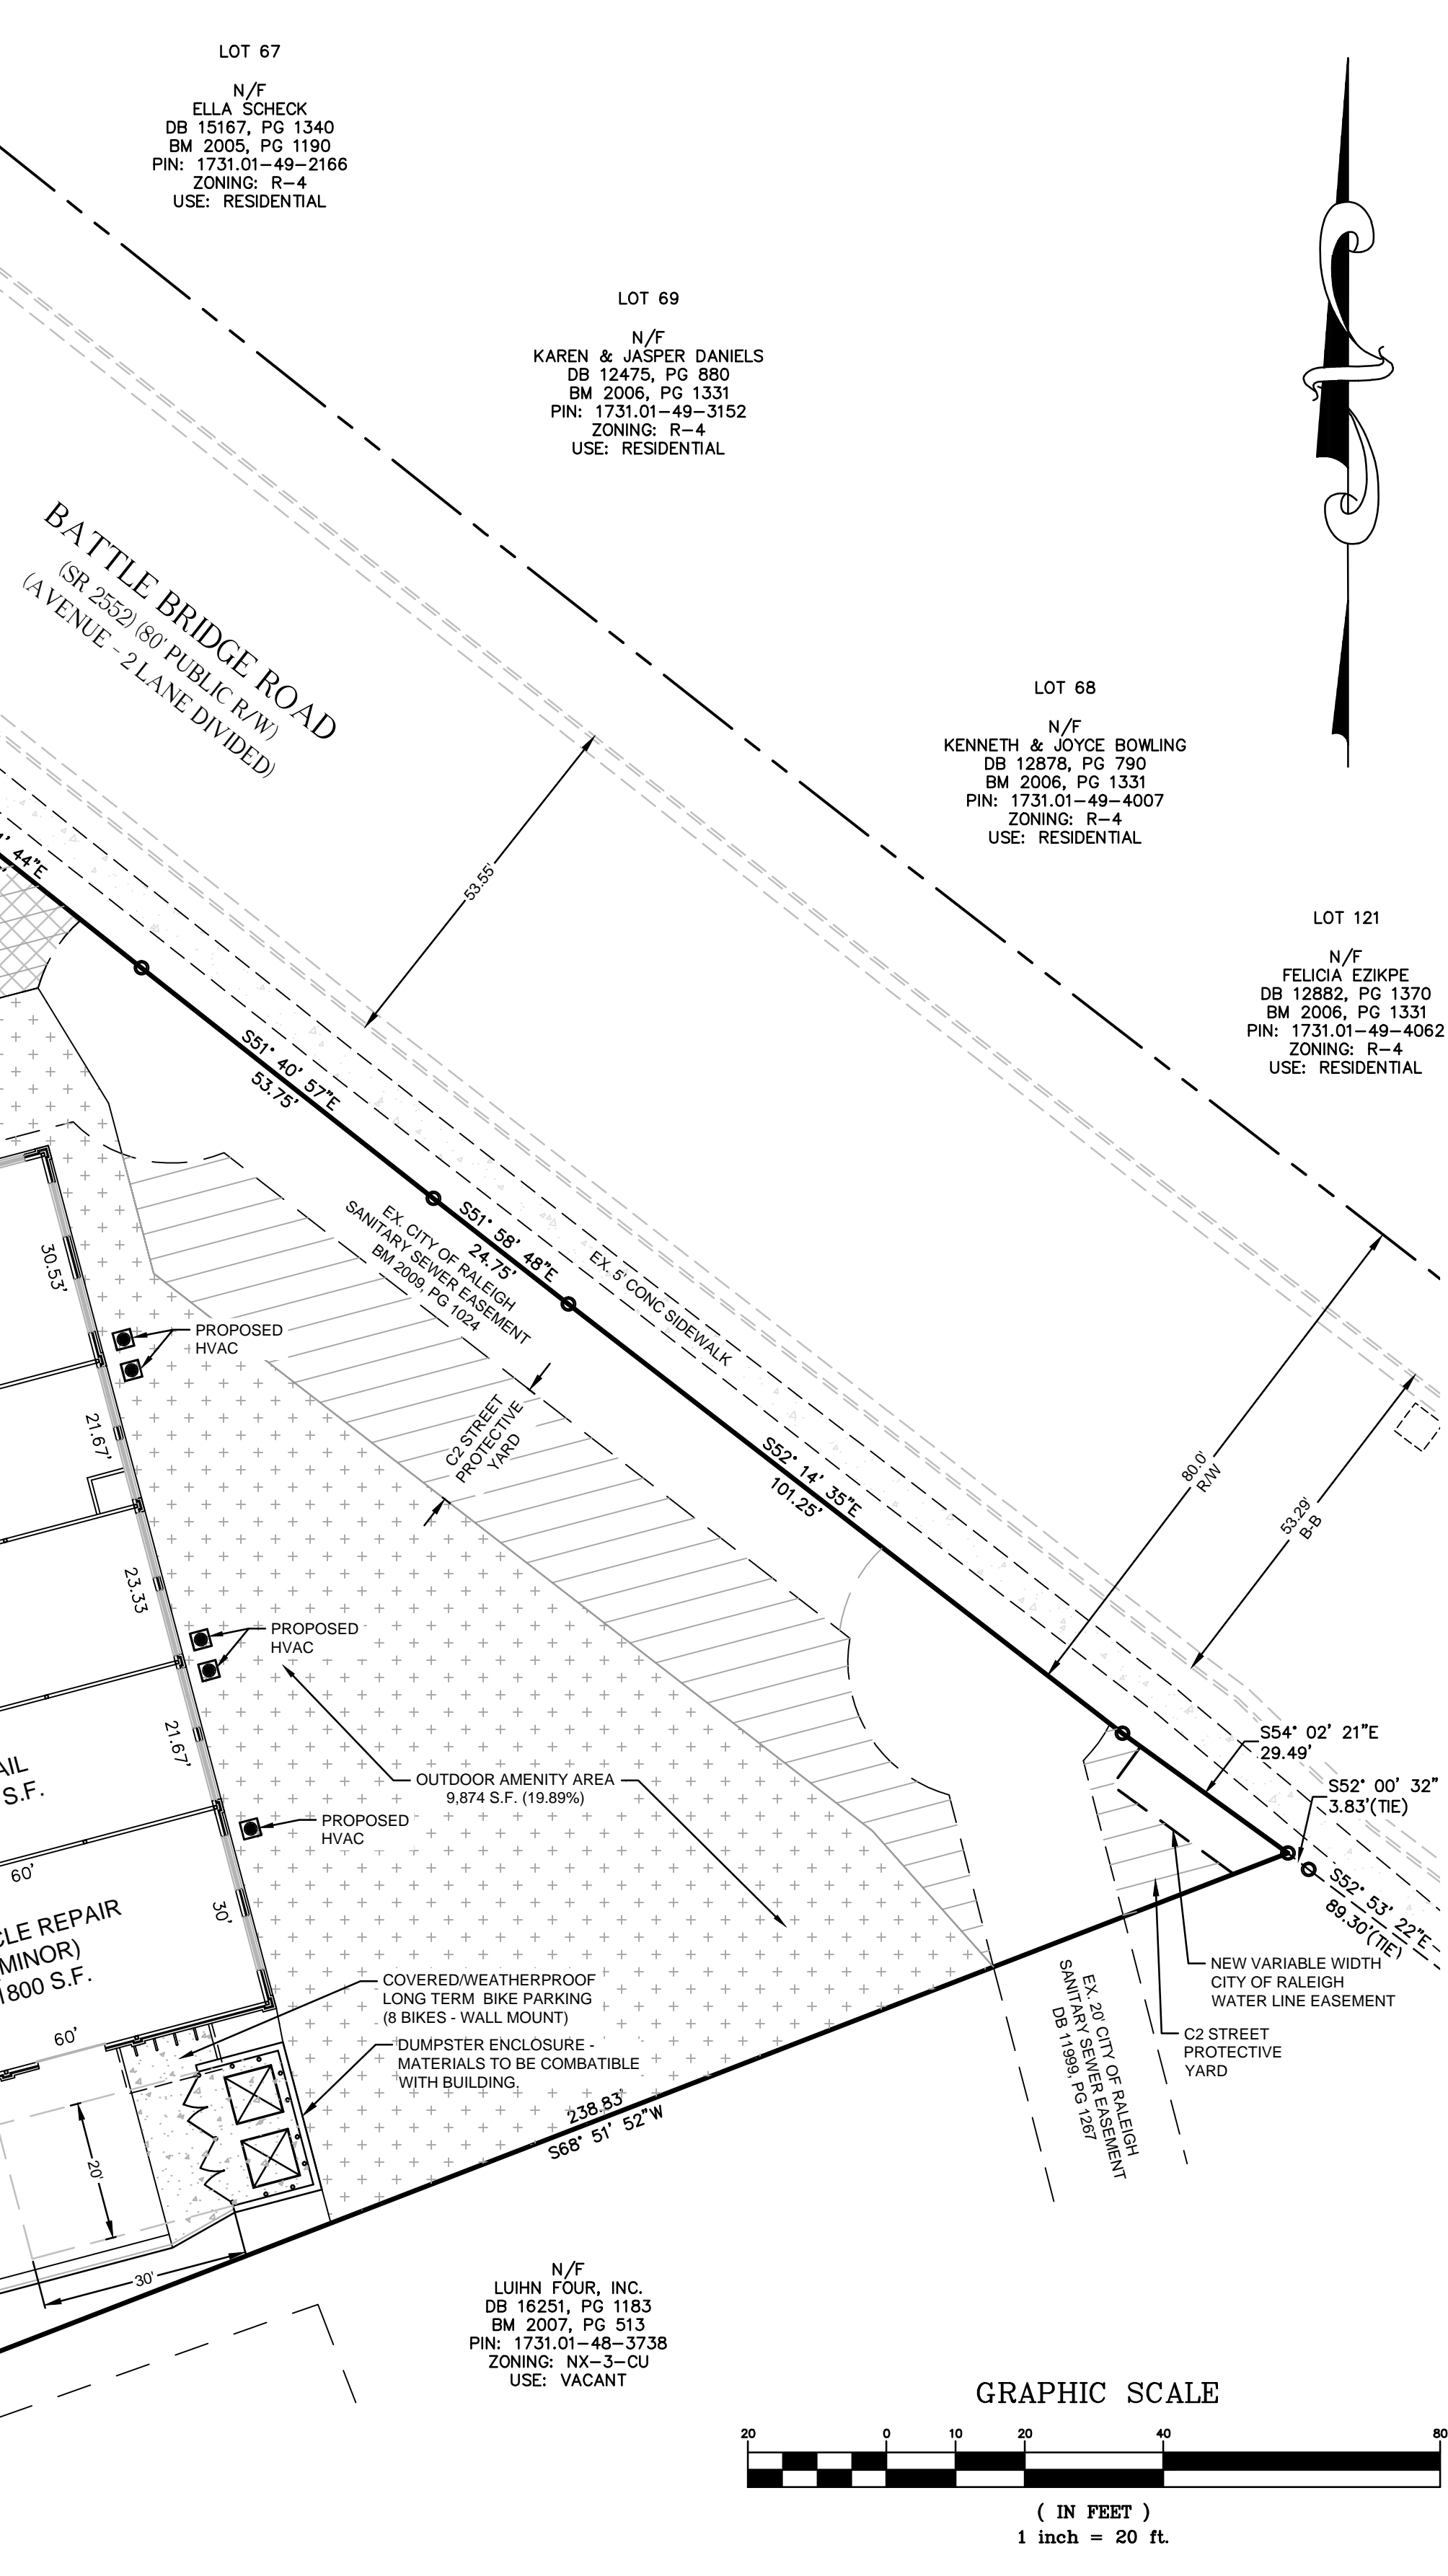 LOT 67
N/F
ELLA SCHECK
DB 15167, PG 1340
BM 2005, PG 1190
PIN: 1731.01-49-2166
ZONING: R-4
USE: RESIDENTIAL
LOT 69
N/F
KAREN & JASPER DANIELS
DB 12475, PG 880
BM 2006, PG 1331
PIN: 1731.01-49-3152
ZONING: R-4
USE: RESIDENTIAL
BATTLE BRIDGE ROAD
(SR 2552) (80' PUBLIC R/W)
(AVENUE - 2 LANE DIVIDED)
LOT 68
N/F
KENNETH & JOYCE BOWLING
DB 12878, PG 790
BM 2006, PG 1331
PIN: 1731.01-49-4007
ZONING: R-4
USE: RESIDENTIAL
LOT 121
N/F
FELICIA EZIKPE
DB 12882, PG 1370
BM 2006, PG 1331
PIN: 1731.01-49-4062
ZONING: R-4
USE: RESIDENTIAL
53.55'
44"E
S51° 40' 57"E
53.75'
S51° 58' 48"E
24.75'
EX. CITY OF RALEIGH
SANITARY SEWER EASEMENT
BM 2009, PG 1024
EX. 5' CONC SIDEWALK
30.53'
PROPOSED
HVAC
21.67'
C2 STREET
PROTECTIVE
YARD
S52° 14' 35"E
101.25'
80.0'
R/W
53.29'
B-B
23.33
PROPOSED
HVAC
21.67'
S54° 02' 21"E
29.49'
S52° 00' 32"
3.83'(TIE)
AIL
S.F.
OUTDOOR AMENITY AREA
9,874 S.F. (19.89%)
PROPOSED
HVAC
60'
30'
S52° 53' 22"E
89.30'(TIE)
CLE REPAIR
MINOR)
1800 S.F.
60'
COVERED/WEATHERPROOF
LONG TERM BIKE PARKING
(8 BIKES - WALL MOUNT)
DUMPSTER ENCLOSURE -
MATERIALS TO BE COMBATIBLE
WITH BUILDING.
NEW VARIABLE WIDTH
CITY OF RALEIGH
WATER LINE EASEMENT
C2 STREET
PROTECTIVE
YARD
EX. 20' CITY OF RALEIGH
SANITARY SEWER EASEMENT
DB 11999, PG 1267
238.83'
S68° 51' 52"W
20'
30'
N/F
LUIHN FOUR, INC.
DB 16251, PG 1183
BM 2007, PG 513
PIN: 1731.01-48-3738
ZONING: NX-3-CU
USE: VACANT
GRAPHIC SCALE
20 0 10 20 40 80
( IN FEET )
1 inch = 20 ft.